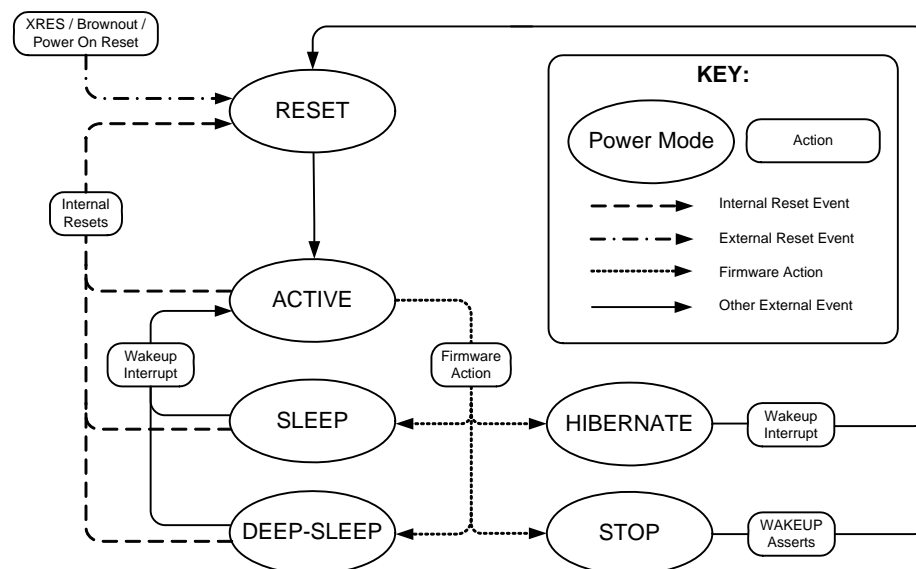 XRES / Brownout /
Power On Reset
KEY:
RESET
Power Mode
Action
Internal
Resets
Internal Reset Event
External Reset Event
Firmware Action
ACTIVE
Other External Event
Wakeup
Interrupt
Firmware
Action
SLEEP
HIBERNATE
Wakeup
Interrupt
DEEP-SLEEP
STOP
WAKEUP
Asserts